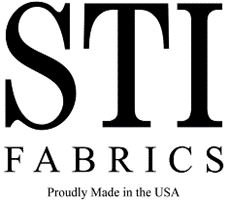 STI
FABRICS
Proudly Made in the USA